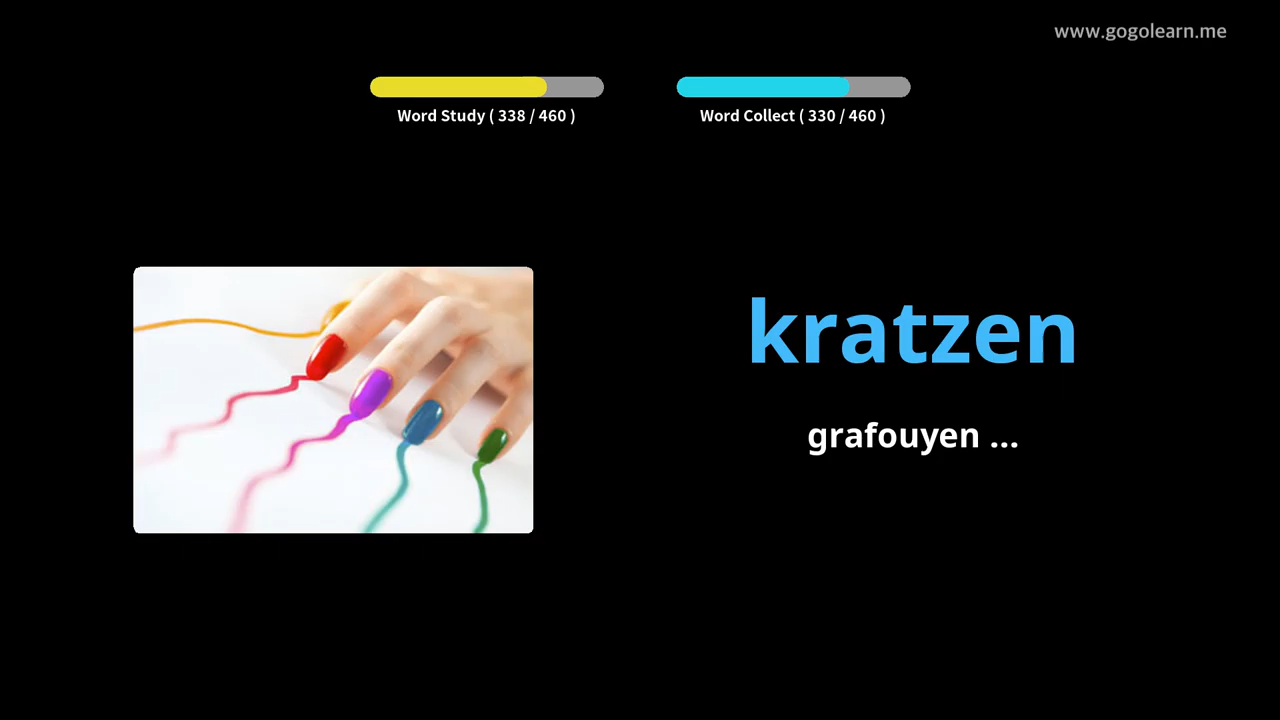 www.gogolearn.me
Word Study ( 338 / 460 )
Word Collect ( 330 / 460 )
kratzen
grafouyen ...